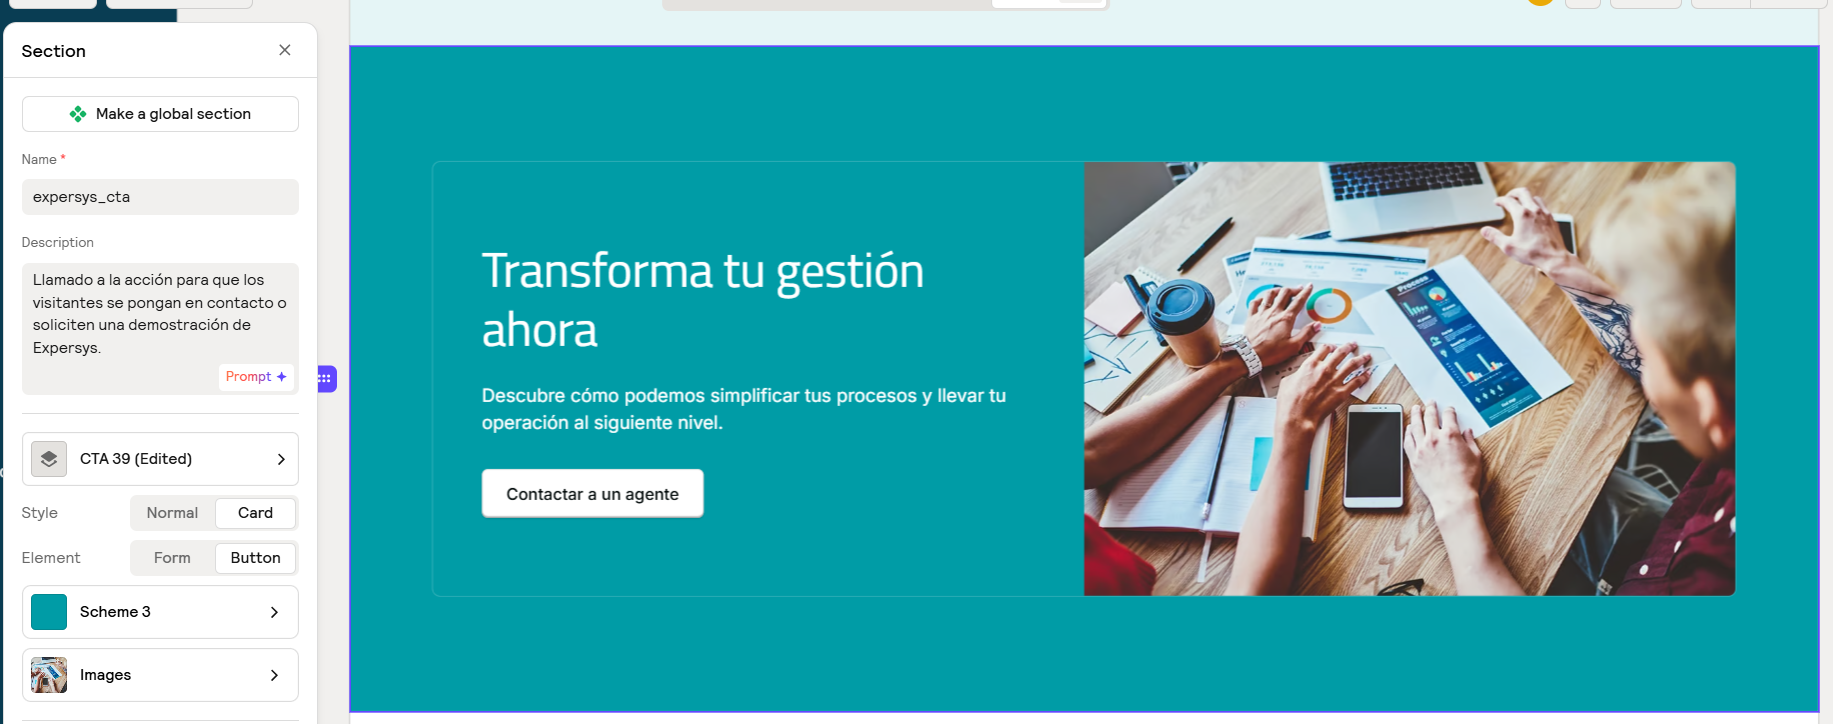 Section
Make a global section
Name *
expersys_cta
Description
Llamado a la acción para que los
visitantes se pongan en contacto o
soliciten una demostración de
Expersys.
Prompt
CTA 39 (Edited)
Style
Normal
Card
Element
Form
Button
Scheme 3
Images
Transforma tu gestión
ahora
Descubre cómo podemos simplificar tus procesos y llevar tu
operación al siguiente nivel.
Contactar a un agente
Process